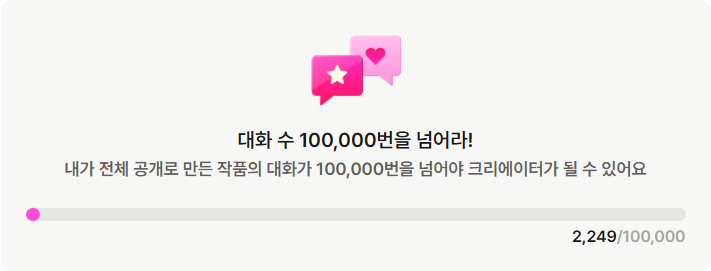 대화 수 100,000번을 넘어라!
내가 전체 공개로 만든 작품의 대화가 100,000번을 넘어야 크리에이터가 될 수 있어요
2,249/100,000